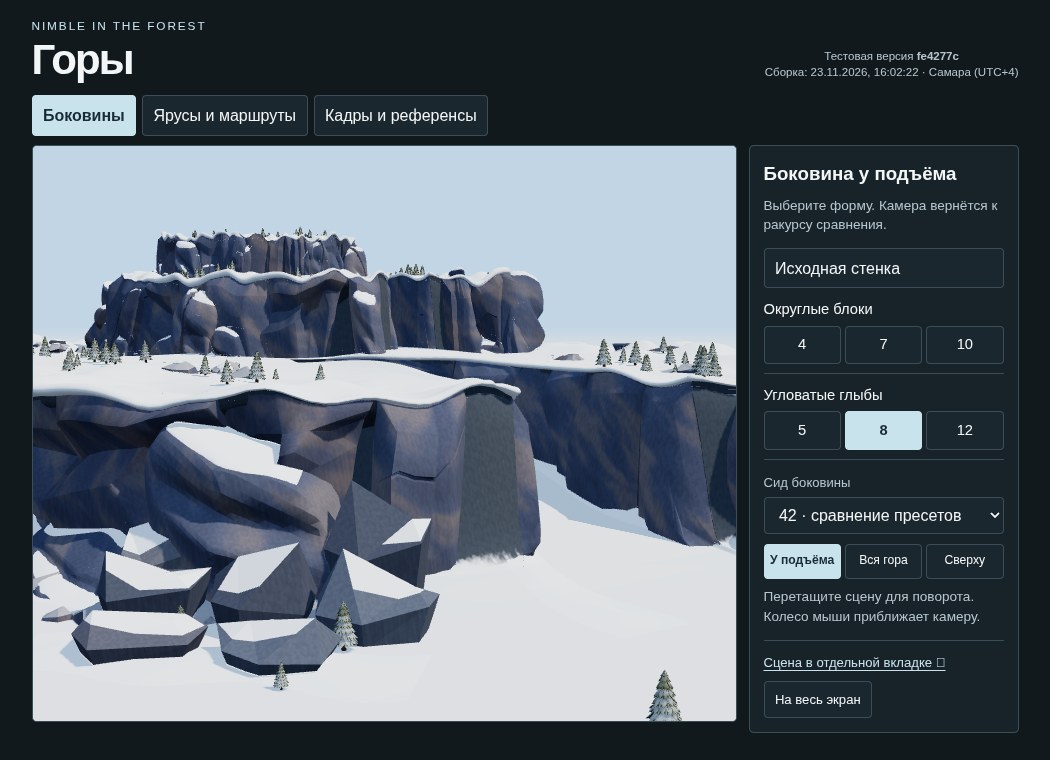 NIMBLE IN THE FOREST
Горы
Тестовая версия fe4277c
Сборка: 23.11.2026, 16:02:22 · Самара (UTC+4)
Боковины
Ярусы и маршруты
Кадры и референсы
Боковина у подъёма
Выберите форму. Камера вернётся к
ракурсу сравнения.
Исходная стенка
Округлые блоки
4 7 10
Угловатые глыбы
5 8 12
Сид боковины
42 · сравнение пресетов
У подъёма Вся гора Сверху
Перетащите сцену для поворота.
Колесо мыши приближает камеру.
Сцена в отдельной вкладке
На весь экран